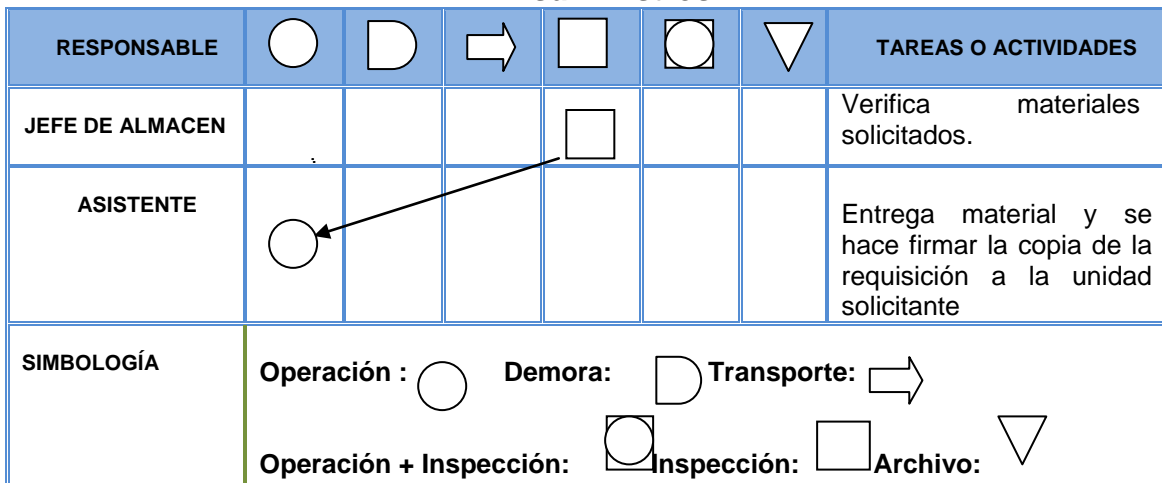 RESPONSABLE
TAREAS O ACTIVIDADES
JEFE DE ALMACEN
Verifica materiales
solicitados.
ASISTENTE
Entrega material y se
hace firmar la copia de la
requisición a la unidad
solicitante
SIMBOLOGÍA
Operación : Demora: Transporte:
Operación + Inspección: Inspección: Archivo: